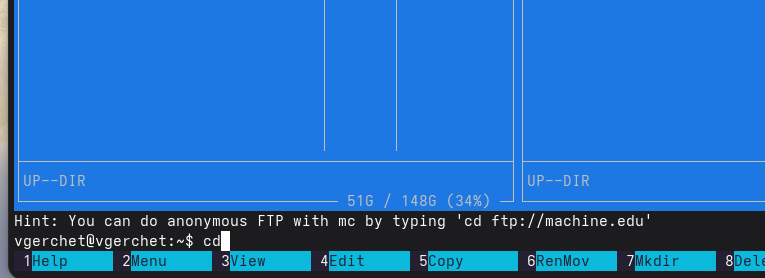 UP--DIR UP--DIR
51G / 148G (34%)
Hint: You can do anonymous FTP with mc by typing 'cd ftp://machine.edu'
vgerchet@vgerchet:~$ cd
1Help 2Menu 3View 4Edit 5Copy 6RenMov 7Mkdir 8Dele